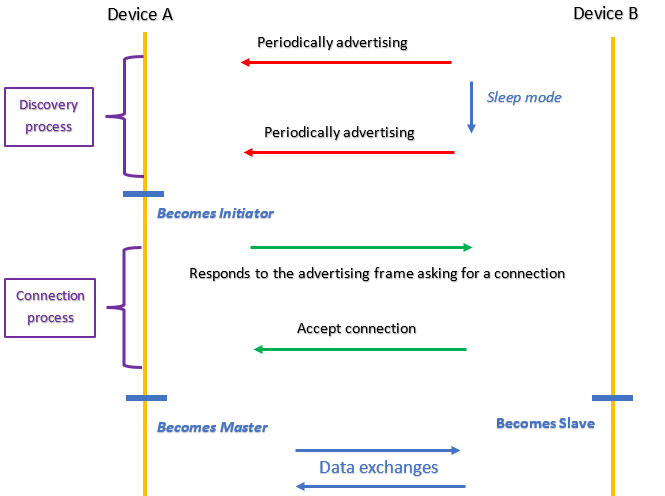 Device A
Device B
Periodically advertising
Sleep mode
Discovery
process
Periodically advertising
Becomes Initiator
Responds to the advertising frame asking for a connection
Connection
process
Accept connection
Becomes Master
Becomes Slave
Data exchanges